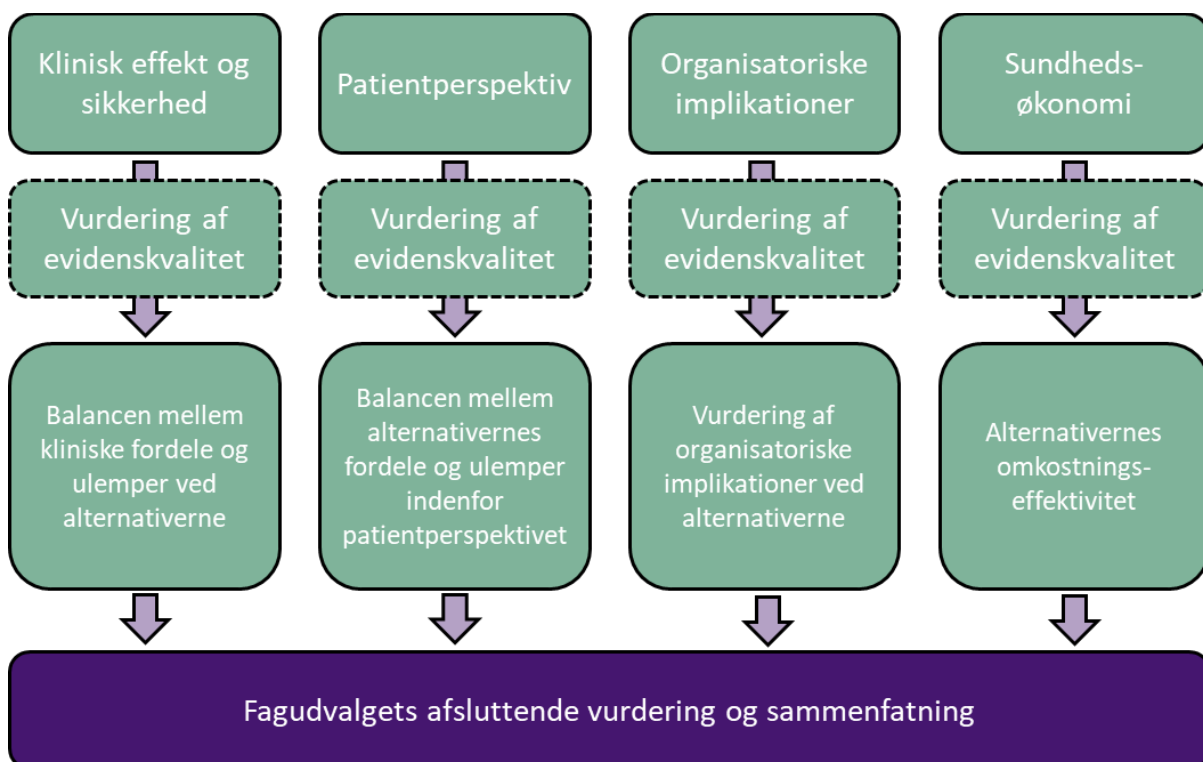 Klinisk effekt og
sikkerhed
Patientperspektiv
Organisatoriske
implikationer
Sundheds-
økonomi
Vurdering af
evidenskvalitet
Vurdering af
evidenskvalitet
Vurdering af
evidenskvalitet
Vurdering af
evidenskvalitet
Balancen mellem
kliniske fordele og
ulemper ved
alternativerne
Balancen mellem
alternativernes
fordele og ulemper
indenfor
patientperspektivet
Vurdering af
organisatoriske
implikationer ved
alternativerne
Alternativernes
omkostnings-
effektivitet
Fagudvalgets afsluttende vurdering og sammenfatning